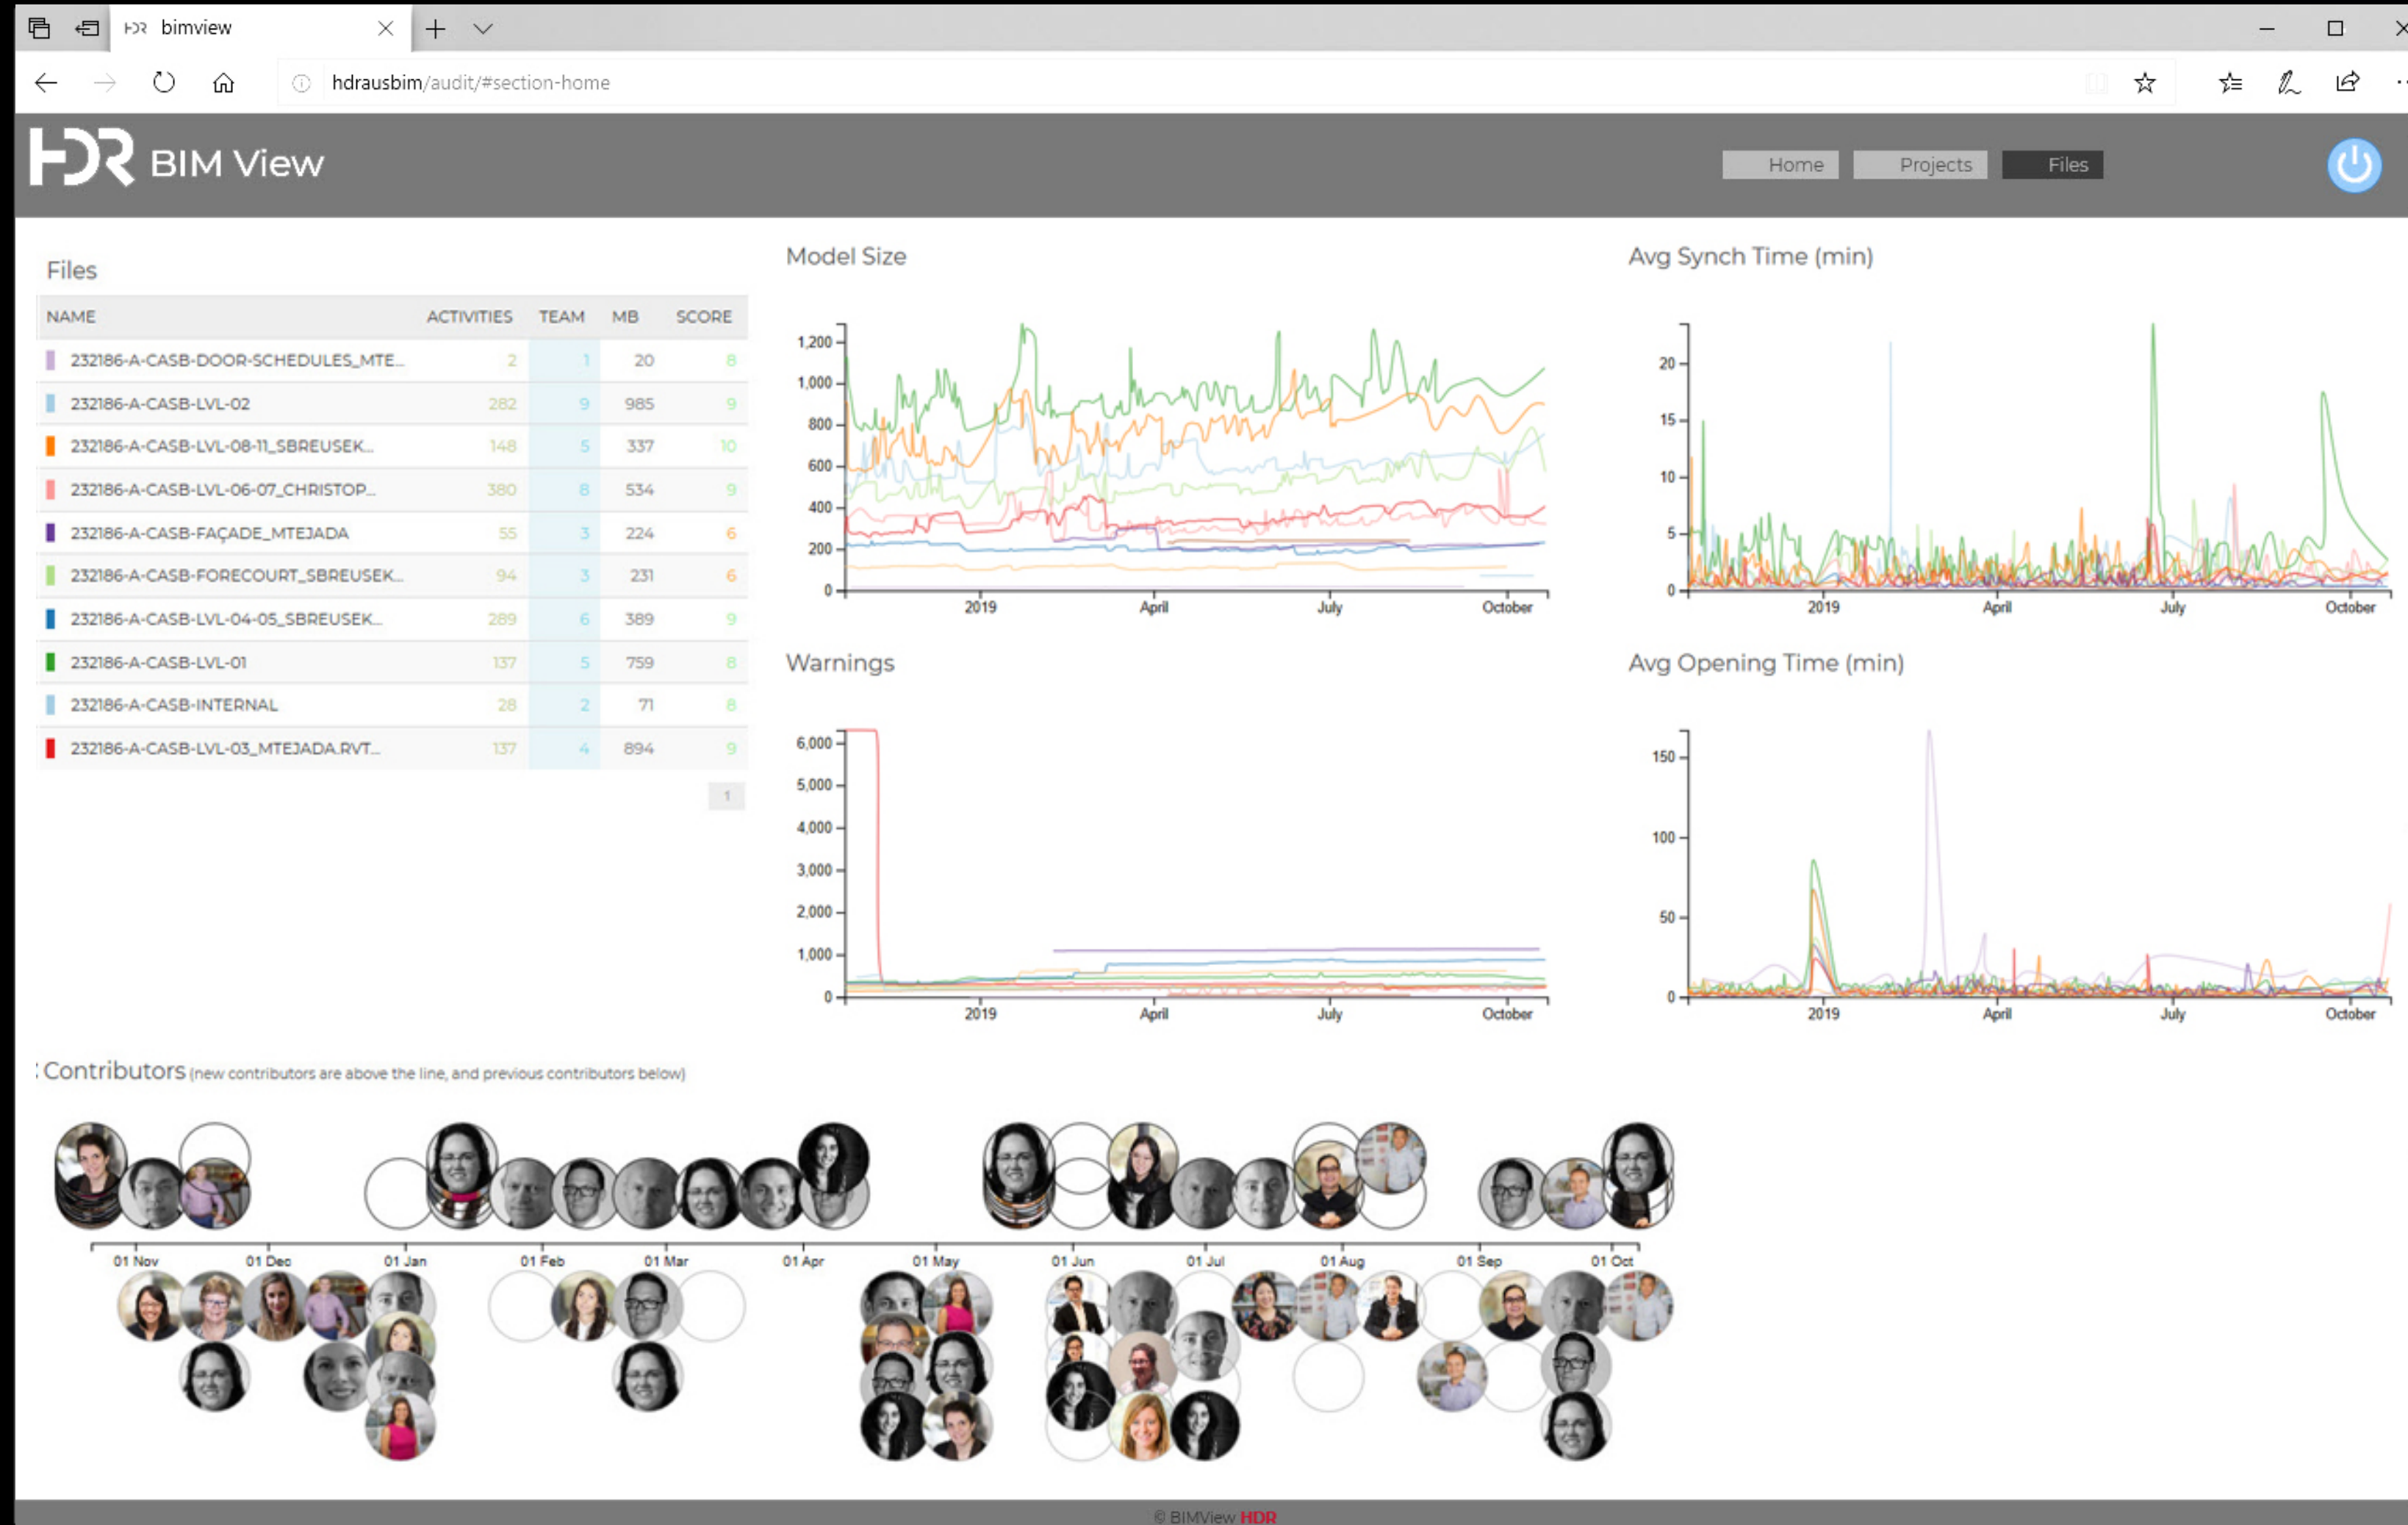 HDR bimview
hdrausbim/audit/#section-home
HDR BIM View
Home Projects Files
Files
NAME ACTIVITIES TEAM MB SCORE
232186-A-CASB-DOOR-SCHEDULES_MTE... 2 1 20 8
232186-A-CASB-LVL-02 282 9 985 9
232186-A-CASB-LVL-08-11_SBREUSEK... 148 5 337 10
232186-A-CASB-LVL-06-07_CHRISTOP... 380 8 534 9
232186-A-CASB-FAÇADE_MTEJADA 55 3 224 6
232186-A-CASB-FORECOURT_SBREUSEK... 94 3 231 6
232186-A-CASB-LVL-04-05_SBREUSEK... 289 6 389 9
232186-A-CASB-LVL-01 137 5 759 8
232186-A-CASB-INTERNAL 28 2 71 8
232186-A-CASB-LVL-03_MTEJADA.RVT... 137 4 894 9
1
Model Size
1,200
1,000
800
600
400
200
0
2019 April July October
Avg Synch Time (min)
20
15
10
5
0
2019 April July October
Warnings
6,000
5,000
4,000
3,000
2,000
1,000
0
2019 April July October
Avg Opening Time (min)
150
100
50
0
2019 April July October
Contributors (new contributors are above the line, and previous contributors below)
01 Nov 01 Dec 01 Jan 01 Feb 01 Mar 01 Apr 01 May 01 Jun 01 Jul 01 Aug 01 Sep 01 Oct
© BIMView HDR